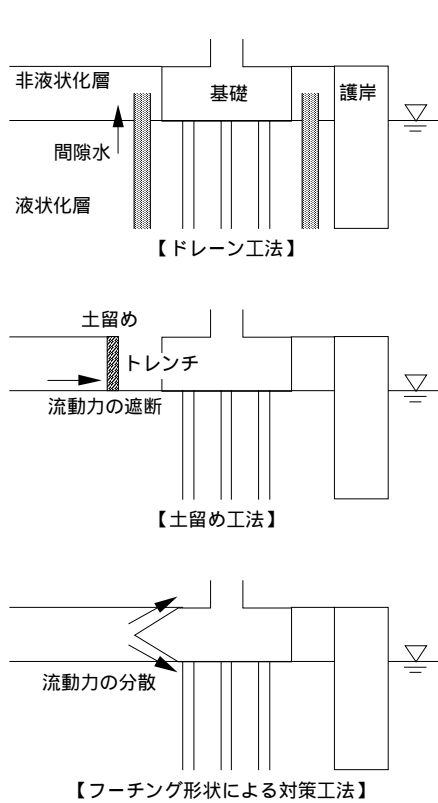 非液状化層
基礎
護岸
間隙水
液状化層
【ドレーン工法】
土留め
トレンチ
流動力の遮断
【土留め工法】
流動力の分散
【フーチング形状による対策工法】